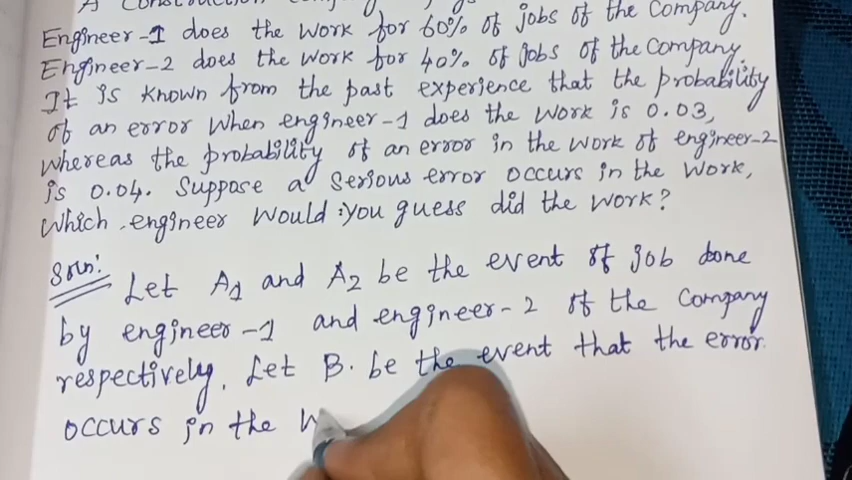 A Construction Company
Engineer-1 does the work for 60% of jobs of the Company.
Engineer-2 does the work for 40% of jobs of the Company.
It is known from the past experience that the probability
of an error when engineer-1 does the work is 0.03,
whereas the probability of an error in the work of engineer-2
is 0.04. Suppose a serious error occurs in the work,
which engineer would you guess did the work?
Soln:
Let A1 and A2 be the event of job done
by engineer-1 and engineer-2 of the company
respectively. Let B. be the event that the error
occurs in the W